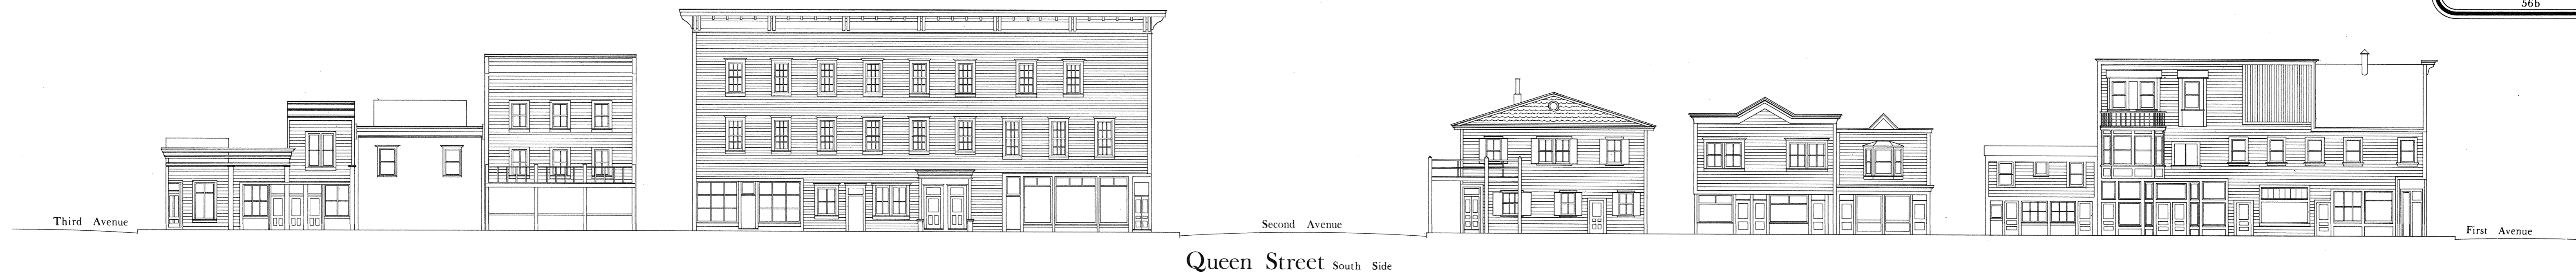 56b
Third Avenue
Second Avenue
First Avenue
Queen Street South Side